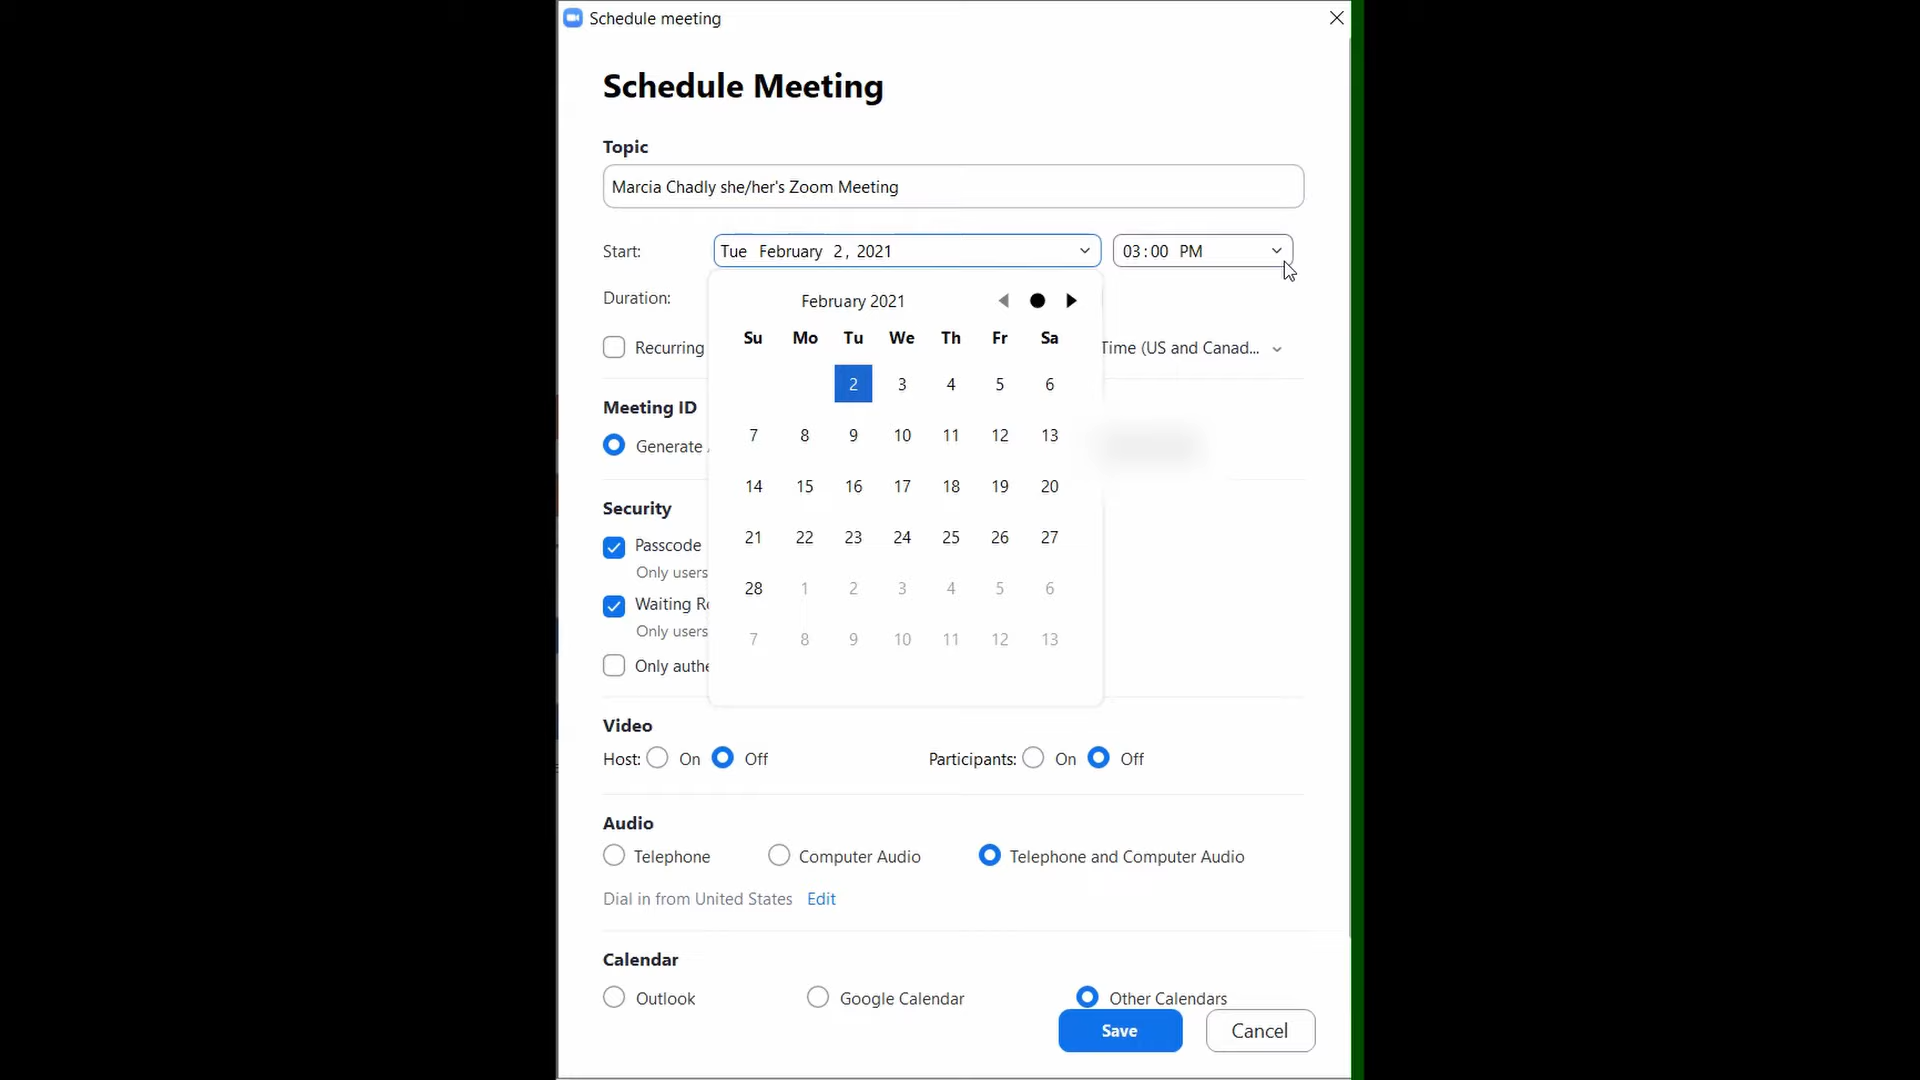 Schedule meeting
Schedule Meeting
Topic
Marcia Chadly she/her's Zoom Meeting
Start: Tue February 2, 2021 03:00 PM
Duration:
February 2021
Su Mo Tu We Th Fr Sa
Recurring Time (US and Canad...
2 3 4 5 6
Meeting ID
7 8 9 10 11 12 13
Generate
14 15 16 17 18 19 20
Security
21 22 23 24 25 26 27
Passcode
Only users
28 1 2 3 4 5 6
Waiting
Only users
7 8 9 10 11 12 13
Only
Video
Host: On Off Participants: On Off
Audio
Telephone Computer Audio Telephone and Computer Audio
Dial in from United States Edit
Calendar
Outlook Google Calendar Other Calendars
Save Cancel